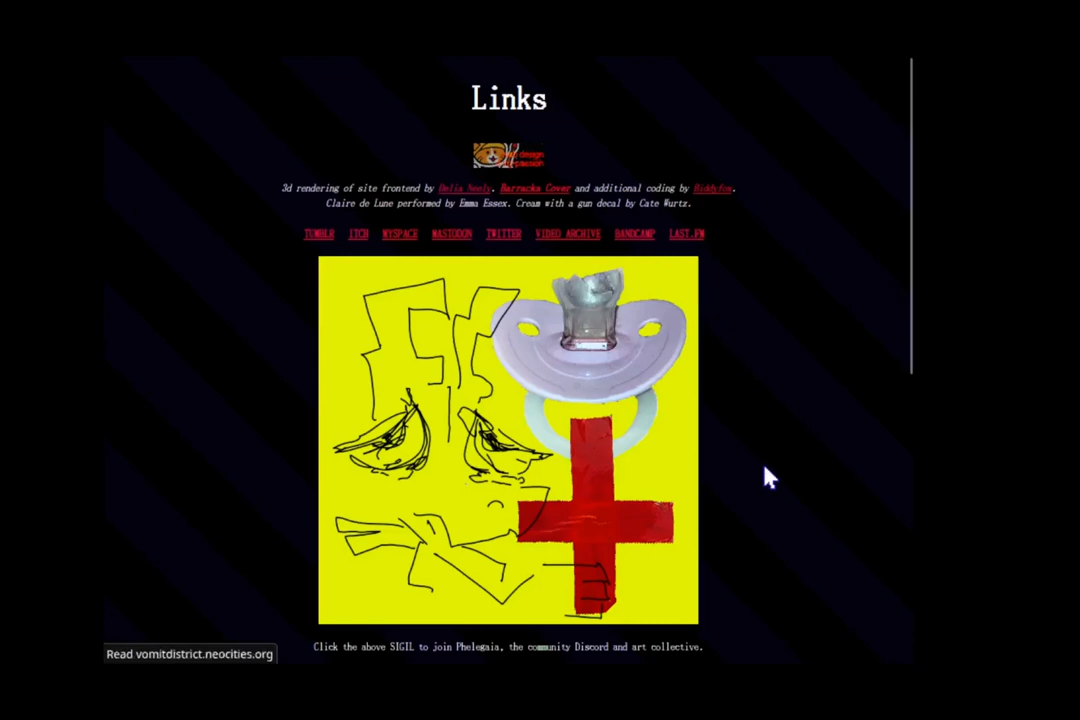 Links
design
3d rendering of site frontend by Delia Neely. Barracks Cover and additional coding by Riddyfox.
Claire de Lune performed by Emma Essex. Cream with a gun decal by Cate Wurtz.
TUMBLR ITCH MYSPACE MASTODON TWITTER VIDEO ARCHIVE BANDCAMP LAST.FM
Click the above SIGIL to join Phelegaia, the community Discord and art collective.
Read vomitdistrict.neocities.org